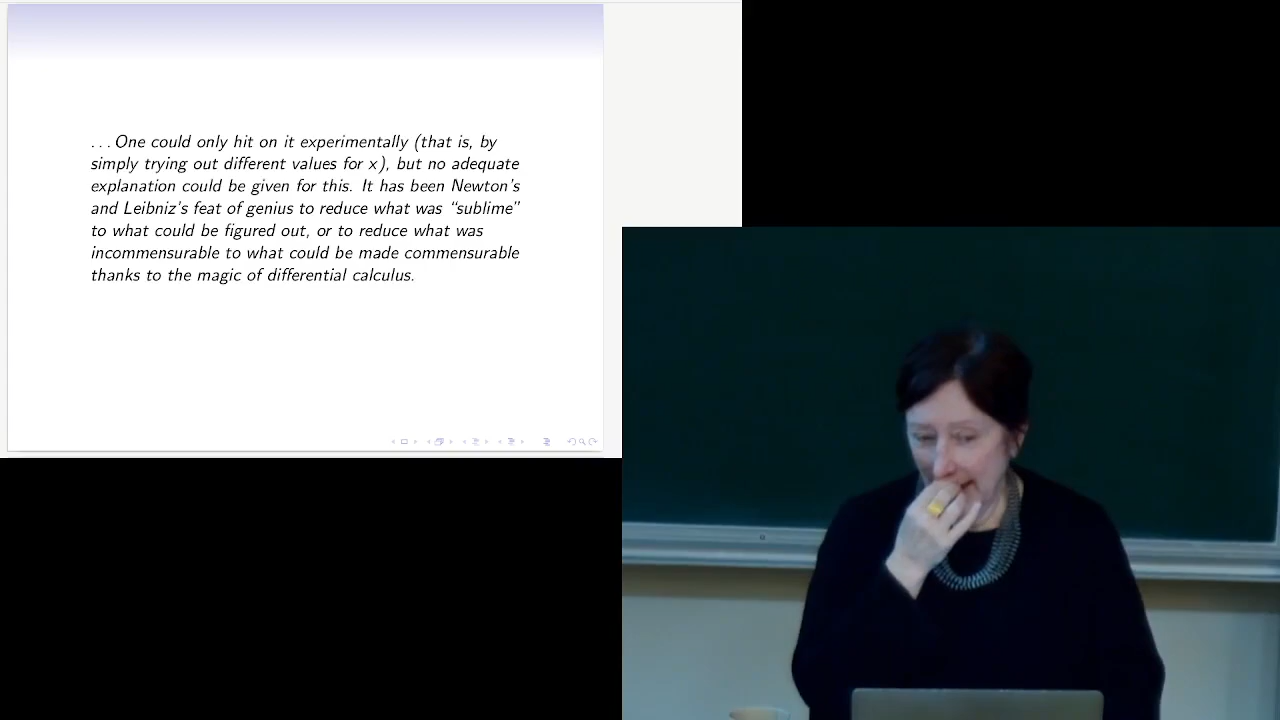 ...One could only hit on it experimentally (that is, by
simply trying out different values for x), but no adequate
explanation could be given for this. It has been Newton's
and Leibniz's feat of genius to reduce what was “sublime”
to what could be figured out, or to reduce what was
incommensurable to what could be made commensurable
thanks to the magic of differential calculus.